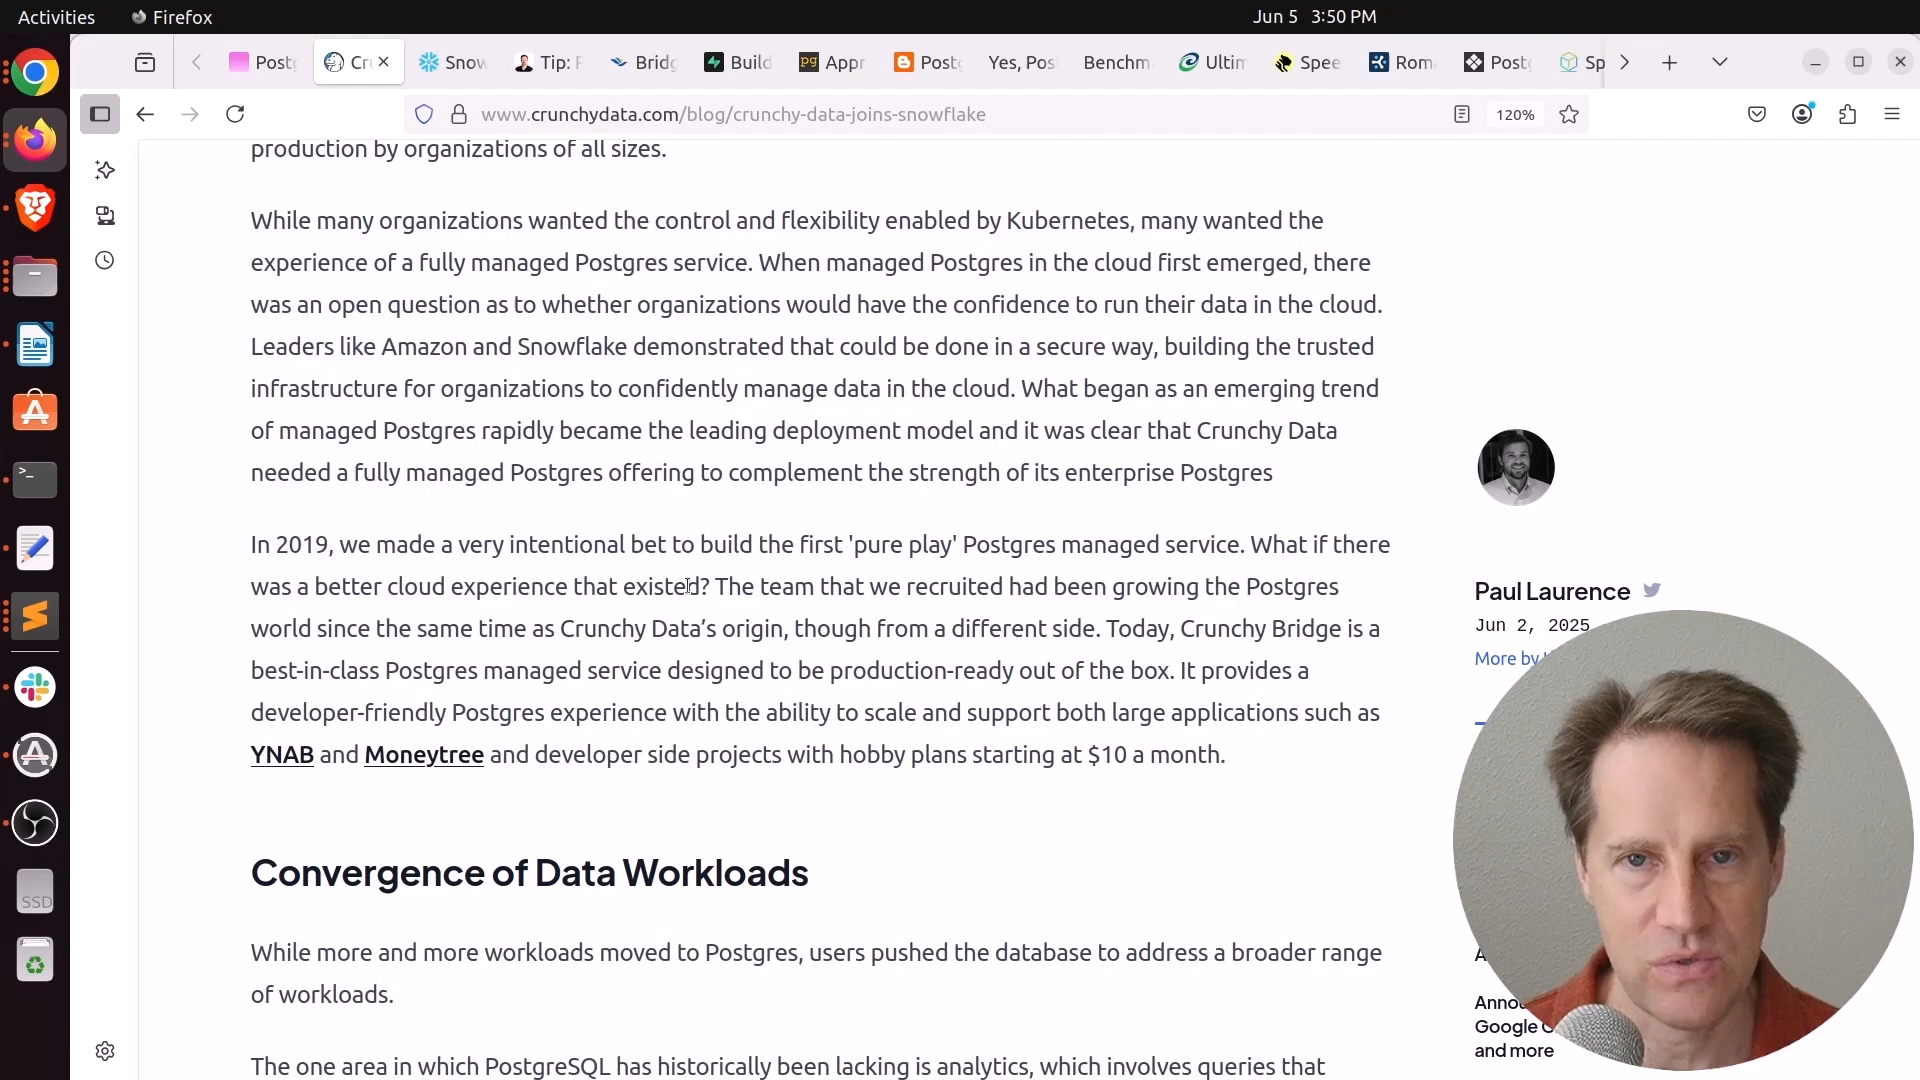 Activities
Firefox
Jun 5 3:50 PM
Postg
Cr
Snow
Tip: F
Bridg
Build
Appr
Postg
Yes, Pos
Benchm
Ultim
Spee
Rom
Postg
Sp
www.crunchydata.com/blog/crunchy-data-joins-snowflake
120%
production by organizations of all sizes.
While many organizations wanted the control and flexibility enabled by Kubernetes, many wanted the
experience of a fully managed Postgres service. When managed Postgres in the cloud first emerged, there
was an open question as to whether organizations would have the confidence to run their data in the cloud.
Leaders like Amazon and Snowflake demonstrated that could be done in a secure way, building the trusted
infrastructure for organizations to confidently manage data in the cloud. What began as an emerging trend
of managed Postgres rapidly became the leading deployment model and it was clear that Crunchy Data
needed a fully managed Postgres offering to complement the strength of its enterprise Postgres
In 2019, we made a very intentional bet to build the first 'pure play' Postgres managed service. What if there
was a better cloud experience that existed? The team that we recruited had been growing the Postgres
world since the same time as Crunchy Data’s origin, though from a different side. Today, Crunchy Bridge is a
best-in-class Postgres managed service designed to be production-ready out of the box. It provides a
developer-friendly Postgres experience with the ability to scale and support both large applications such as
YNAB and Moneytree and developer side projects with hobby plans starting at $10 a month.
Convergence of Data Workloads
While more and more workloads moved to Postgres, users pushed the database to address a broader range
of workloads.
The one area in which PostgreSQL has historically been lacking is analytics, which involves queries that
Paul Laurence
Jun 2, 2025
More by
Google
and more
SSD